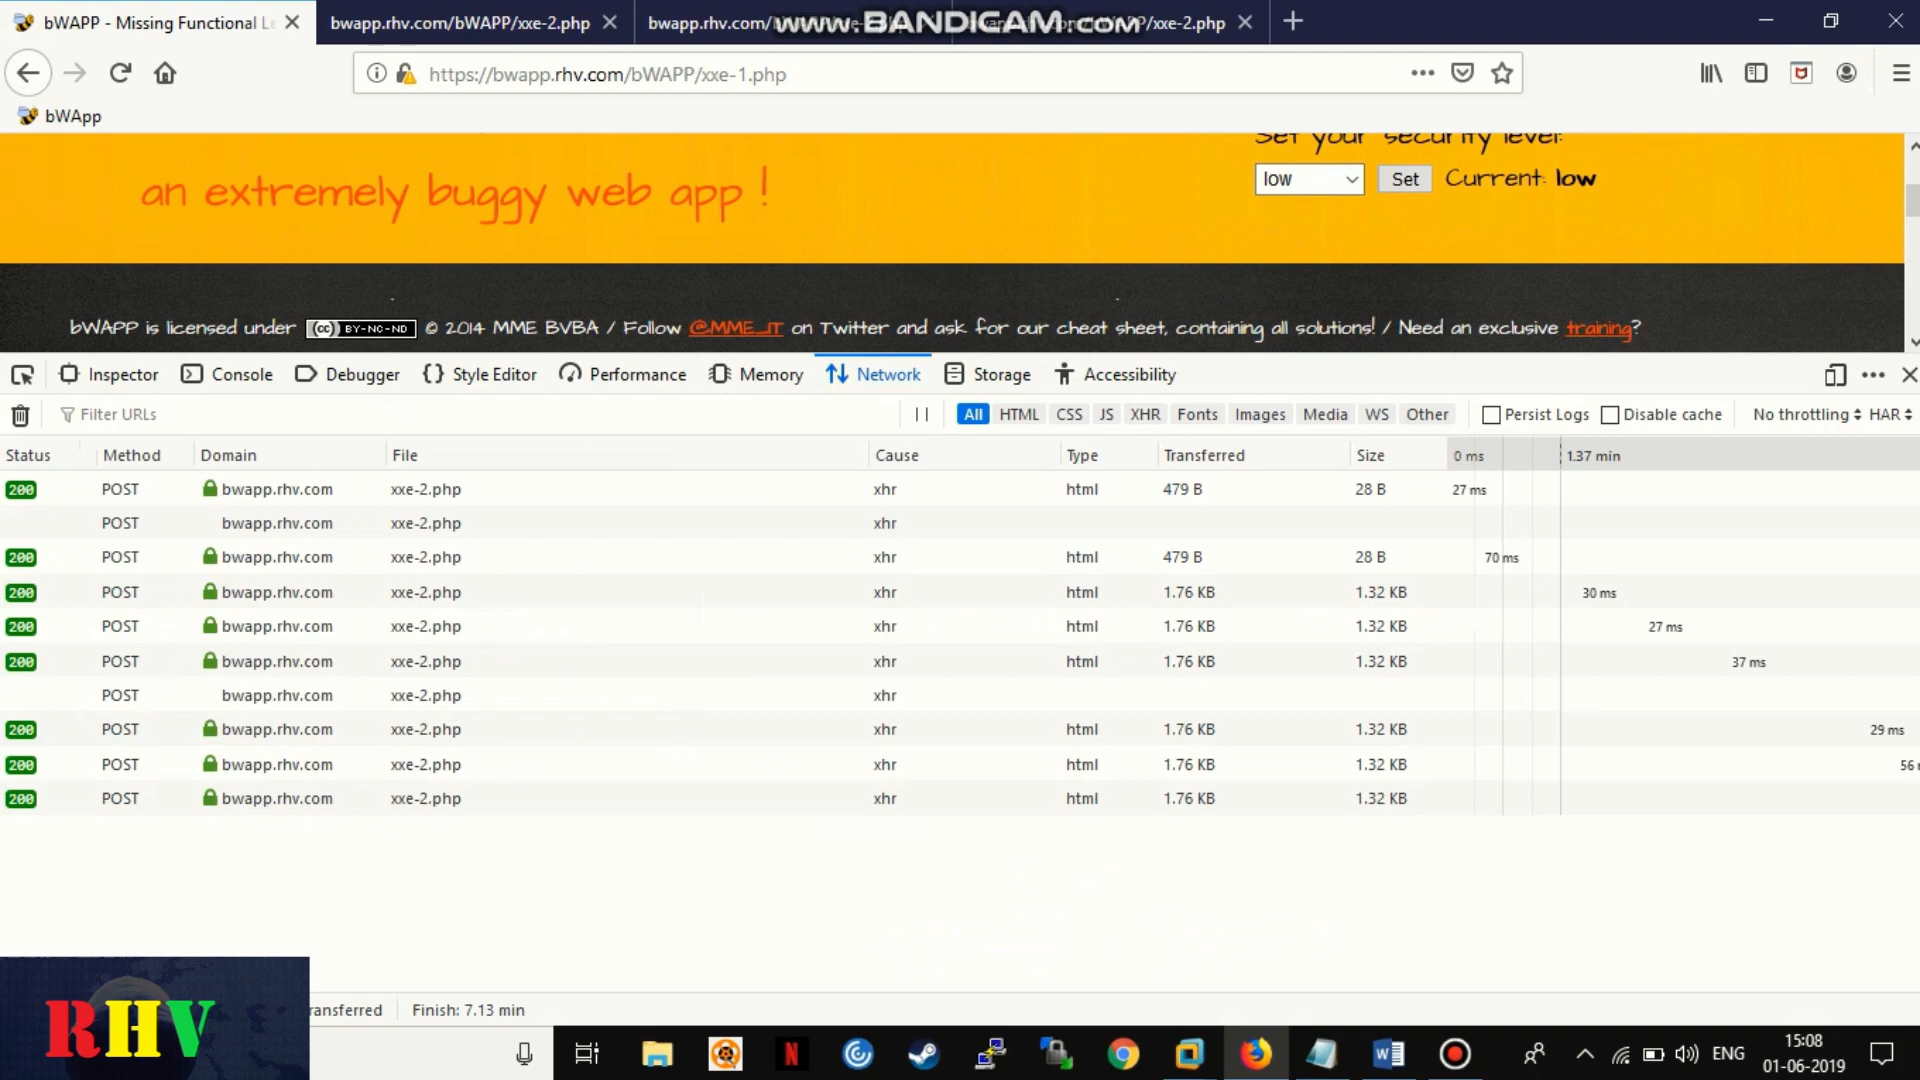 bWAPP - Missing Functional Le
bwapp.rhv.com/bWAPP/xxe-2.php
bwapp.rhv.com/
www.BANDICAM.com
/xxe-2.php
https://bwapp.rhv.com/bWAPP/xxe-1.php
bWApp
Set your security level:
an extremely buggy web app !
low
Set
Current: low
bWAPP is licensed under (cc) BY-NC-ND © 2014 MME BVBA / Follow @MME_IT on Twitter and ask for our cheat sheet, containing all solutions! / Need an exclusive training?
Inspector Console Debugger {} Style Editor Performance Memory Network Storage Accessibility
Filter URLs
All HTML CSS JS XHR Fonts Images Media WS Other Persist Logs Disable cache No throttling HAR
Status Method Domain File Cause Type Transferred Size 0 ms 1.37 min
200 POST bwapp.rhv.com xxe-2.php xhr html 479 B 28 B 27 ms
POST bwapp.rhv.com xxe-2.php xhr
200 POST bwapp.rhv.com xxe-2.php xhr html 479 B 28 B 70 ms
200 POST bwapp.rhv.com xxe-2.php xhr html 1.76 KB 1.32 KB 30 ms
200 POST bwapp.rhv.com xxe-2.php xhr html 1.76 KB 1.32 KB 27 ms
200 POST bwapp.rhv.com xxe-2.php xhr html 1.76 KB 1.32 KB 37 ms
POST bwapp.rhv.com xxe-2.php xhr
200 POST bwapp.rhv.com xxe-2.php xhr html 1.76 KB 1.32 KB 29 ms
200 POST bwapp.rhv.com xxe-2.php xhr html 1.76 KB 1.32 KB 56
200 POST bwapp.rhv.com xxe-2.php xhr html 1.76 KB 1.32 KB
ransferred Finish: 7.13 min
RHV
ENG
15:08
01-06-2019